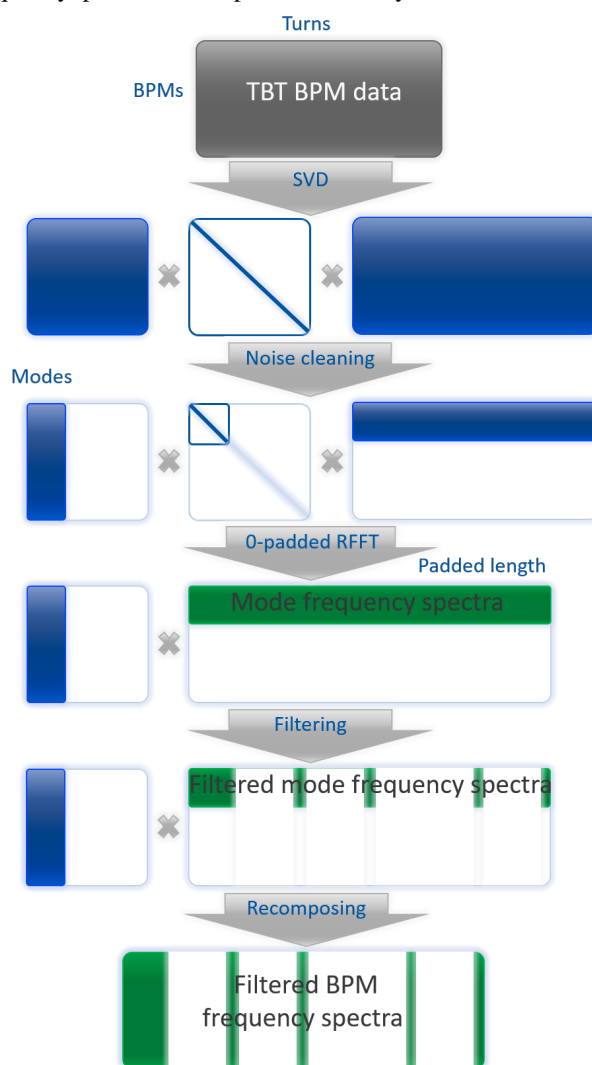 Turns
BPMs
TBT BPM data
SVD
Noise cleaning
Modes
0-padded RFFT
Padded length
Mode frequency spectra
Filtering
Filtered mode frequency spectra
Recomposing
Filtered BPM
frequency spectra